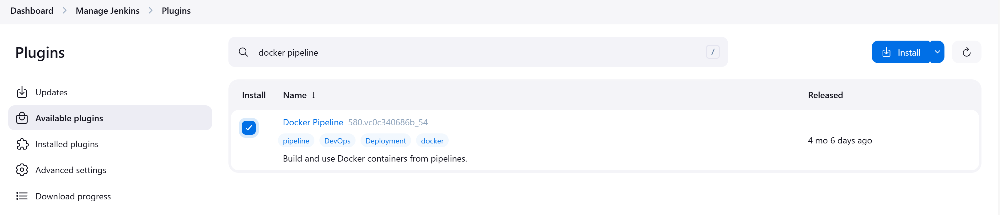 Dashboard > Manage Jenkins > Plugins
Plugins
docker pipeline /
Install
Updates
Available plugins
Installed plugins
Advanced settings
Download progress
Install Name ↓ Released
Docker Pipeline 580.vc0c340686b_54
pipeline DevOps Deployment docker
Build and use Docker containers from pipelines.
4 mo 6 days ago